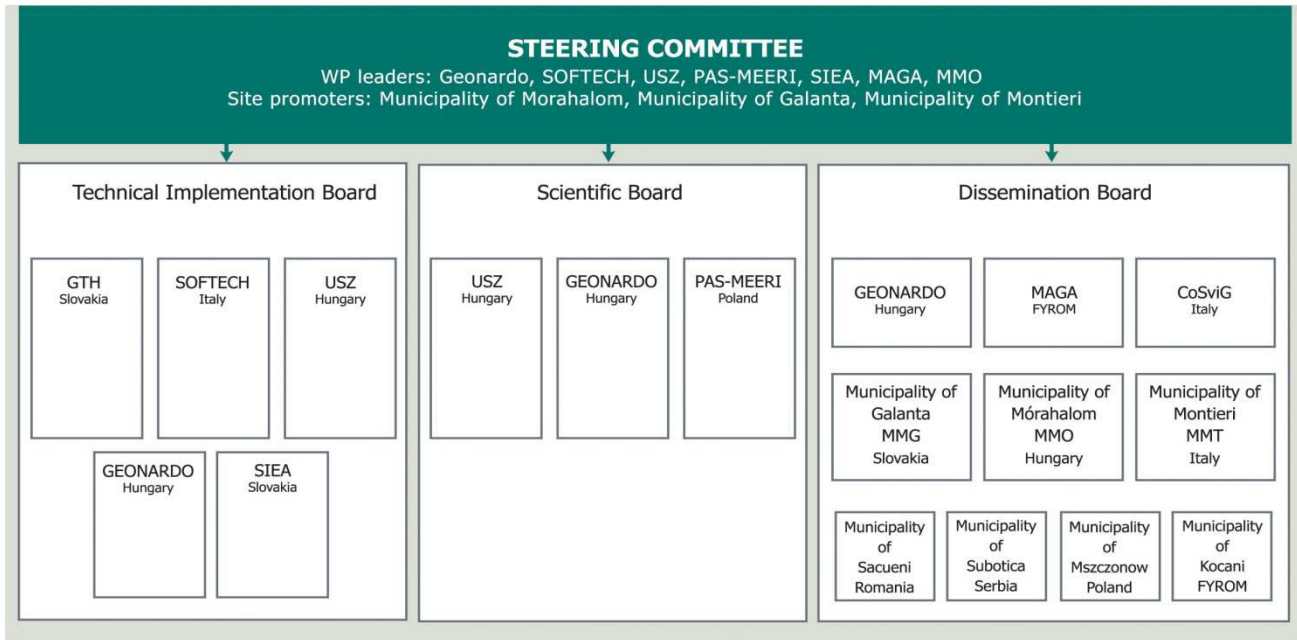 STEERING COMMITTEE
WP leaders: Geonardo, SOFTECH, USZ, PAS-MEERI, SIEA, MAGA, MMO
Site promoters: Municipality of Morahalom, Municipality of Galanta, Municipality of Montieri
Technical Implementation Board
GTH
Slovakia
SOFTECH
Italy
USZ
Hungary
GEONARDO
Hungary
SIEA
Slovakia
Scientific Board
USZ
Hungary
GEONARDO
Hungary
PAS-MEERI
Poland
Dissemination Board
GEONARDO
Hungary
MAGA
FYROM
CoSviG
Italy
Municipality of
Galanta
MMG
Slovakia
Municipality of
Mórahalom
MMO
Hungary
Municipality of
Montieri
MMT
Italy
Municipality
of
Sacueni
Romania
Municipality
of
Subotica
Serbia
Municipality
of
Mszczonow
Poland
Municipality
of
Kocani
FYROM